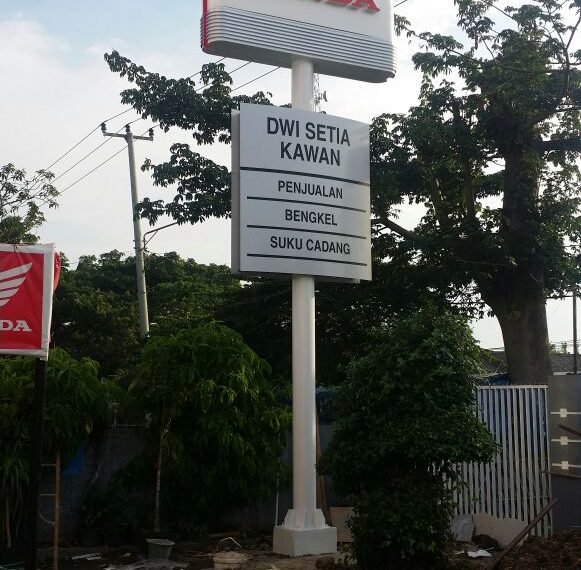 DWI SETIA
KAWAN
PENJUALAN
BENGKEL
SUKU CADANG